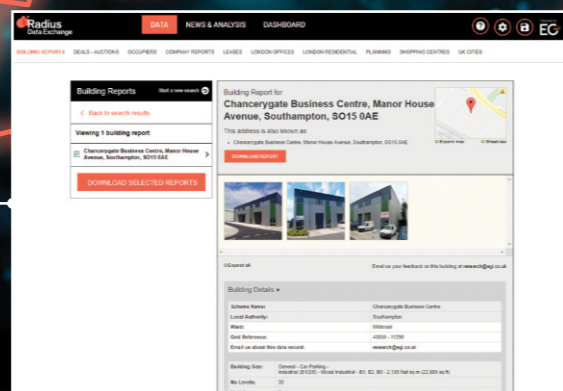 Radius
Data Exchange
DATA
NEWS & ANALYSIS
DASHBOARD
EG
BUILDING REPORTS
DEALS - AUCTIONS
OCCUPIERS
COMPANY REPORTS
LEASES
LONDON OFFICES
LONDON RESIDENTIAL
PLANNING
SHOPPING CENTRES
UK CITIES
Building Reports
Start a new search
Back to search results
Viewing 1 building report
Chancerygate Business Centre, Manor House
Avenue, Southampton, SO15 0AE
DOWNLOAD SELECTED REPORTS
Building Report for
Chancerygate Business Centre, Manor House
Avenue, Southampton, SO15 0AE
This address is also known as:
Chancerygate Business Centre, Manor House Avenue, Southampton, SO15 0AE
DOWNLOAD REPORT
Expand map
Streetview
Expand all
Email us your feedback on this building at research@egi.co.uk
Building Details
Scheme Name:
Chancerygate Business Centre
Local Authority:
Southampton
Ward:
Millbrook
Grid Reference:
Email us about this data record:
research@egi.co.uk
Building Size:
General - Car Parking -
No Levels: